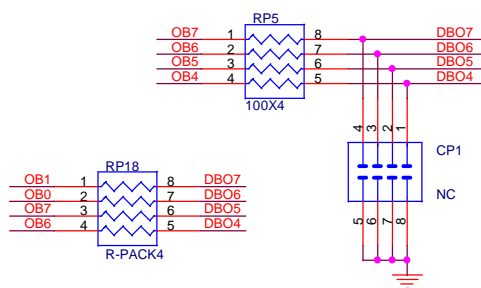 RP5
OB7 1 8 DBO7
OB6 2 7 DBO6
OB5 3 6 DBO5
OB4 4 5 DBO4
100X4
4 3 2 1
CP1
NC
5 6 7 8
RP18
OB1 1 8 DBO7
OB0 2 7 DBO6
OB7 3 6 DBO5
OB6 4 5 DBO4
R-PACK4